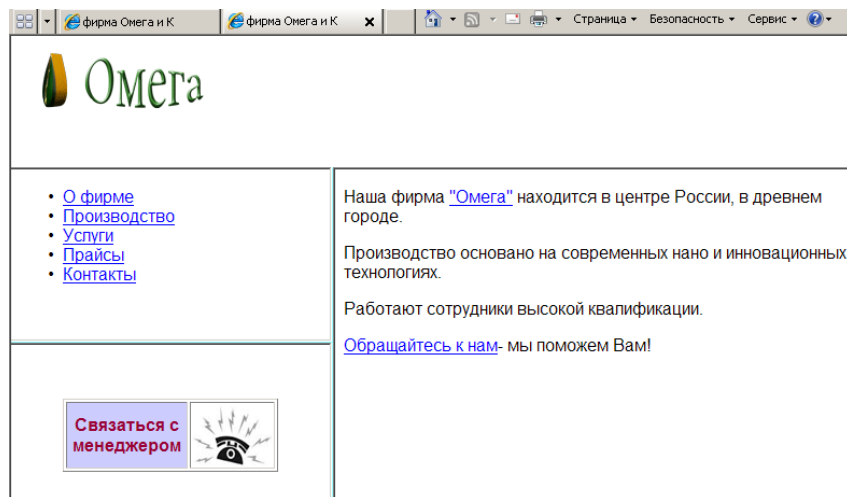 фирма Омега и К
фирма Омега и К
Страница
Безопасность
Сервис
Омега
О фирме
Производство
Услуги
Прайсы
Контакты
Связаться с
менеджером
Наша фирма "Омега" находится в центре России, в древнем
городе.
Производство основано на современных нано и инновационных
технологиях.
Работают сотрудники высокой квалификации.
Обращайтесь к нам- мы поможем Вам!